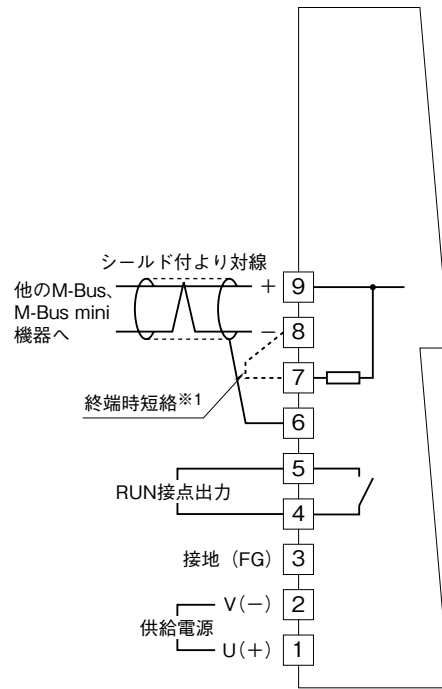 シールド付より対線
他のM-Bus、
M-Bus mini
機器へ
+ 9
− 8
7
終端時短絡※1
6
5
RUN接点出力
4
接地（FG） 3
V(−) 2
供給電源
U(+) 1